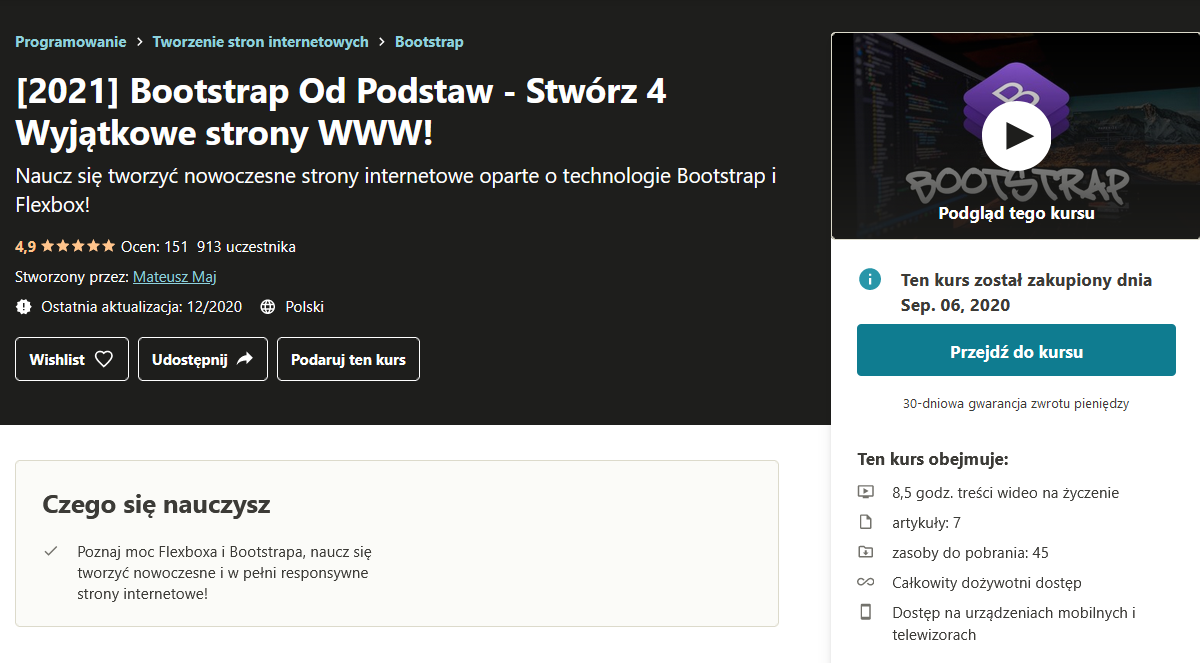 Programowanie > Tworzenie stron internetowych > Bootstrap
[2021] Bootstrap Od Podstaw - Stwórz 4
Wyjątkowe strony WWW!
Naucz się tworzyć nowoczesne strony internetowe oparte o technologie Bootstrap i
Flexbox!
4,9 Ocen: 151 913 uczestnika
Stworzony przez: Mateusz Maj
Ostatnia aktualizacja: 12/2020 Polski
Wishlist Udostępnij Podaruj ten kurs
Czego się nauczysz
Poznaj moc Flexboxa i Bootstrapa, naucz się
tworzyć nowoczesne i w pełni responsywne
strony internetowe!
BOOTSTRAP
Podgląd tego kursu
Ten kurs został zakupiony dnia
Sep. 06, 2020
Przejdź do kursu
30-dniowa gwarancja zwrotu pieniędzy
Ten kurs obejmuje:
8,5 godz. treści wideo na życzenie
artykuły: 7
zasoby do pobrania: 45
Całkowity dożywotni dostęp
Dostęp na urządzeniach mobilnych i
telewizorach